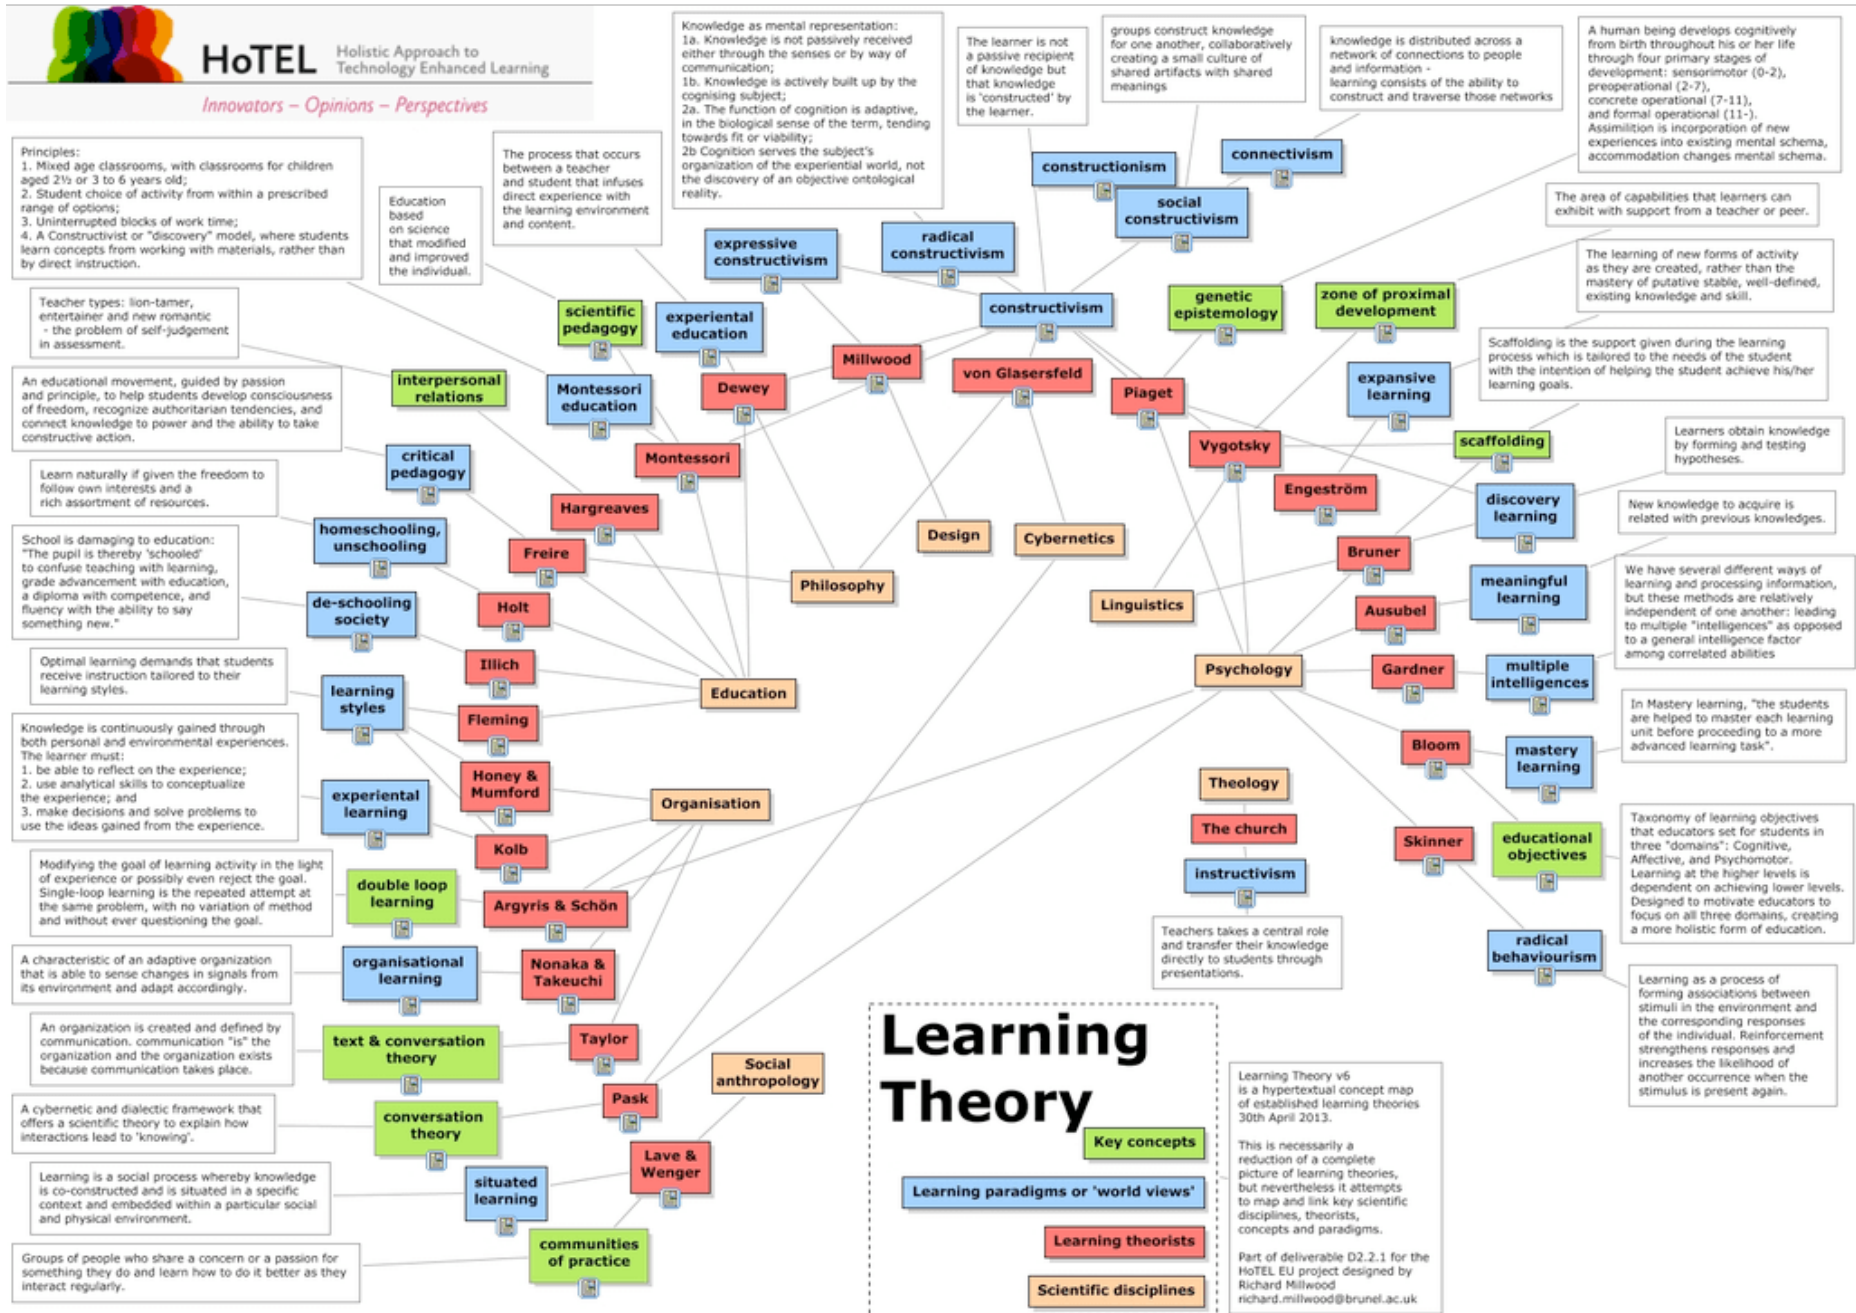 HoTEL
Holistic Approach to
Technology Enhanced Learning
Innovators – Opinions – Perspectives
Knowledge as mental representation:
1a. Knowledge is not passively received
either through the senses or by way of
communication;
1b. Knowledge is actively built up by the
cognising subject;
2a. The function of cognition is adaptive,
in the biological sense of the term, tending
towards fit or viability;
2b Cognition serves the subject's
organization of the experiential world, not
the discovery of an objective ontological
reality.
The learner is not
a passive recipient
of knowledge but
that knowledge
is 'constructed' by
the learner.
groups construct knowledge
for one another, collaboratively
creating a small culture of
shared artifacts with shared
meanings
knowledge is distributed across a
network of connections to people
and information -
learning consists of the ability to
construct and traverse those networks
A human being develops cognitively
from birth throughout his or her life
through four primary stages of
development: sensorimotor (0-2),
preoperational (2-7),
concrete operational (7-11),
and formal operational (11-).
Assimilition is incorporation of new
experiences into existing mental schema,
accommodation changes mental schema.
Principles:
1. Mixed age classrooms, with classrooms for children
aged 2½ or 3 to 6 years old;
2. Student choice of activity from within a prescribed
range of options;
3. Uninterrupted blocks of work time;
4. A Constructivist or "discovery" model, where students
learn concepts from working with materials, rather than
by direct instruction.
Education
based
on science
that modified
and improved
the individual.
The process that occurs
between a teacher
and student that infuses
direct experience with
the learning environment
and content.
constructionism
connectivism
social
constructivism
The area of capabilities that learners can
exhibit with support from a teacher or peer.
expressive
constructivism
radical
constructivism
The learning of new forms of activity
as they are created, rather than the
mastery of putative stable, well-defined,
existing knowledge and skill.
Teacher types: lion-tamer,
entertainer and new romantic
- the problem of self-judgement
in assessment.
scientific
pedagogy
experiental
education
constructivism
genetic
epistemology
zone of proximal
development
Scaffolding is the support given during the learning
process which is tailored to the needs of the student
with the intention of helping the student achieve his/her
learning goals.
An educational movement, guided by passion
and principle, to help students develop consciousness
of freedom, recognize authoritarian tendencies, and
connect knowledge to power and the ability to take
constructive action.
interpersonal
relations
Montessori
education
Dewey
Millwood
von Glasersfeld
Piaget
expansive
learning
Learners obtain knowledge
by forming and testing
hypotheses.
Learn naturally if given the freedom to
follow own interests and a
rich assortment of resources.
critical
pedagogy
Montessori
Vygotsky
scaffolding
Engeström
discovery
learning
New knowledge to acquire is
related with previous knowledges.
School is damaging to education:
"The pupil is thereby 'schooled'
to confuse teaching with learning,
grade advancement with education,
a diploma with competence, and
fluency with the ability to say
something new."
homeschooling,
unschooling
Hargreaves
Freire
Design
Cybernetics
Bruner
meaningful
learning
We have several different ways of
learning and processing information,
but these methods are relatively
independent of one another: leading
to multiple "intelligences" as opposed
to a general intelligence factor
among correlated abilities
de-schooling
society
Holt
Philosophy
Linguistics
Ausubel
Optimal learning demands that students
receive instruction tailored to their
learning styles.
Illich
Education
Psychology
Gardner
multiple
intelligences
learning
styles
Fleming
In Mastery learning, "the students
are helped to master each learning
unit before proceeding to a more
advanced learning task".
Knowledge is continuously gained through
both personal and environmental experiences.
The learner must:
1. be able to reflect on the experience;
2. use analytical skills to conceptualize
the experience; and
3. make decisions and solve problems to
use the ideas gained from the experience.
Bloom
mastery
learning
experiental
learning
Honey &
Mumford
Organisation
Theology
The church
instructivism
Kolb
Skinner
educational
objectives
Taxonomy of learning objectives
that educators set for students in
three "domains": Cognitive,
Affective, and Psychomotor.
Learning at the higher levels is
dependent on achieving lower levels.
Designed to motivate educators to
focus on all three domains, creating
a more holistic form of education.
Modifying the goal of learning activity in the light
of experience or possibly even reject the goal.
Single-loop learning is the repeated attempt at
the same problem, with no variation of method
and without ever questioning the goal.
double loop
learning
Argyris & Schön
Teachers takes a central role
and transfer their knowledge
directly to students through
presentations.
radical
behaviourism
A characteristic of an adaptive organization
that is able to sense changes in signals from
its environment and adapt accordingly.
organisational
learning
Nonaka &
Takeuchi
Learning as a process of
forming associations between
stimuli in the environment and
the corresponding responses
of the individual. Reinforcement
strengthens responses and
increases the likelihood of
another occurrence when the
stimulus is present again.
An organization is created and defined by
communication. communication "is" the
organization and the organization exists
because communication takes place.
text & conversation
theory
Taylor
Social
anthropology
A cybernetic and dialectic framework that
offers a scientific theory to explain how
interactions lead to 'knowing'.
conversation
theory
Pask
Learning is a social process whereby knowledge
is co-constructed and is situated in a specific
context and embedded within a particular social
and physical environment.
situated
learning
Lave &
Wenger
Groups of people who share a concern or a passion for
something they do and learn how to do it better as they
interact regularly.
communities
of practice
Learning
Theory
Key concepts
Learning paradigms or 'world views'
Learning theorists
Scientific disciplines
Learning Theory v6
is a hypertextual concept map
of established learning theories
30th April 2013.
This is necessarily a
reduction of a complete
picture of learning theories,
but nevertheless it attempts
to map and link key scientific
disciplines, theorists,
concepts and paradigms.
Part of deliverable D2.2.1 for the
HoTEL EU project designed by
Richard Millwood
richard.millwood@brunel.ac.uk